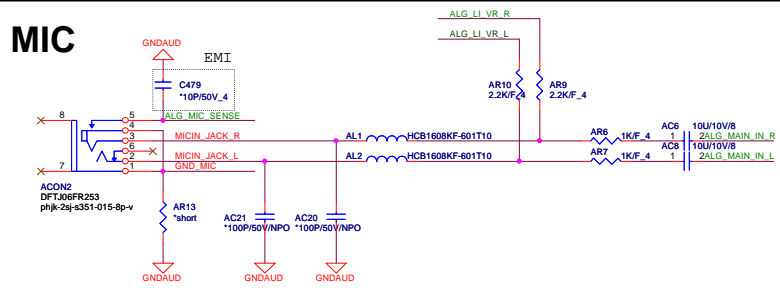 MIC
ALG_LI_VR_R
ALG_LI_VR_L
GNDAUD
EMI
C479
*10P/50V_4
AR10
2.2K/F_4
AR9
2.2K/F_4
8
5
ALG_MIC_SENSE
4
3
MICIN_JACK_R
AL1
HCB1608KF-601T10
AR6
1K/F_4
AC6
10U/10V/8
1
2
ALG_MAIN_IN_R
6
2
MICIN_JACK_L
AL2
HCB1608KF-601T10
AR7
1K/F_4
AC8
10U/10V/8
1
2
ALG_MAIN_IN_L
7
1
GND_MIC
ACON2
DFTJ06FR253
phjk-2sj-s351-015-8p-v
AR13
*short
AC21
*100P/50V/NPO
AC20
*100P/50V/NPO
GNDAUD
GNDAUD
GNDAUD